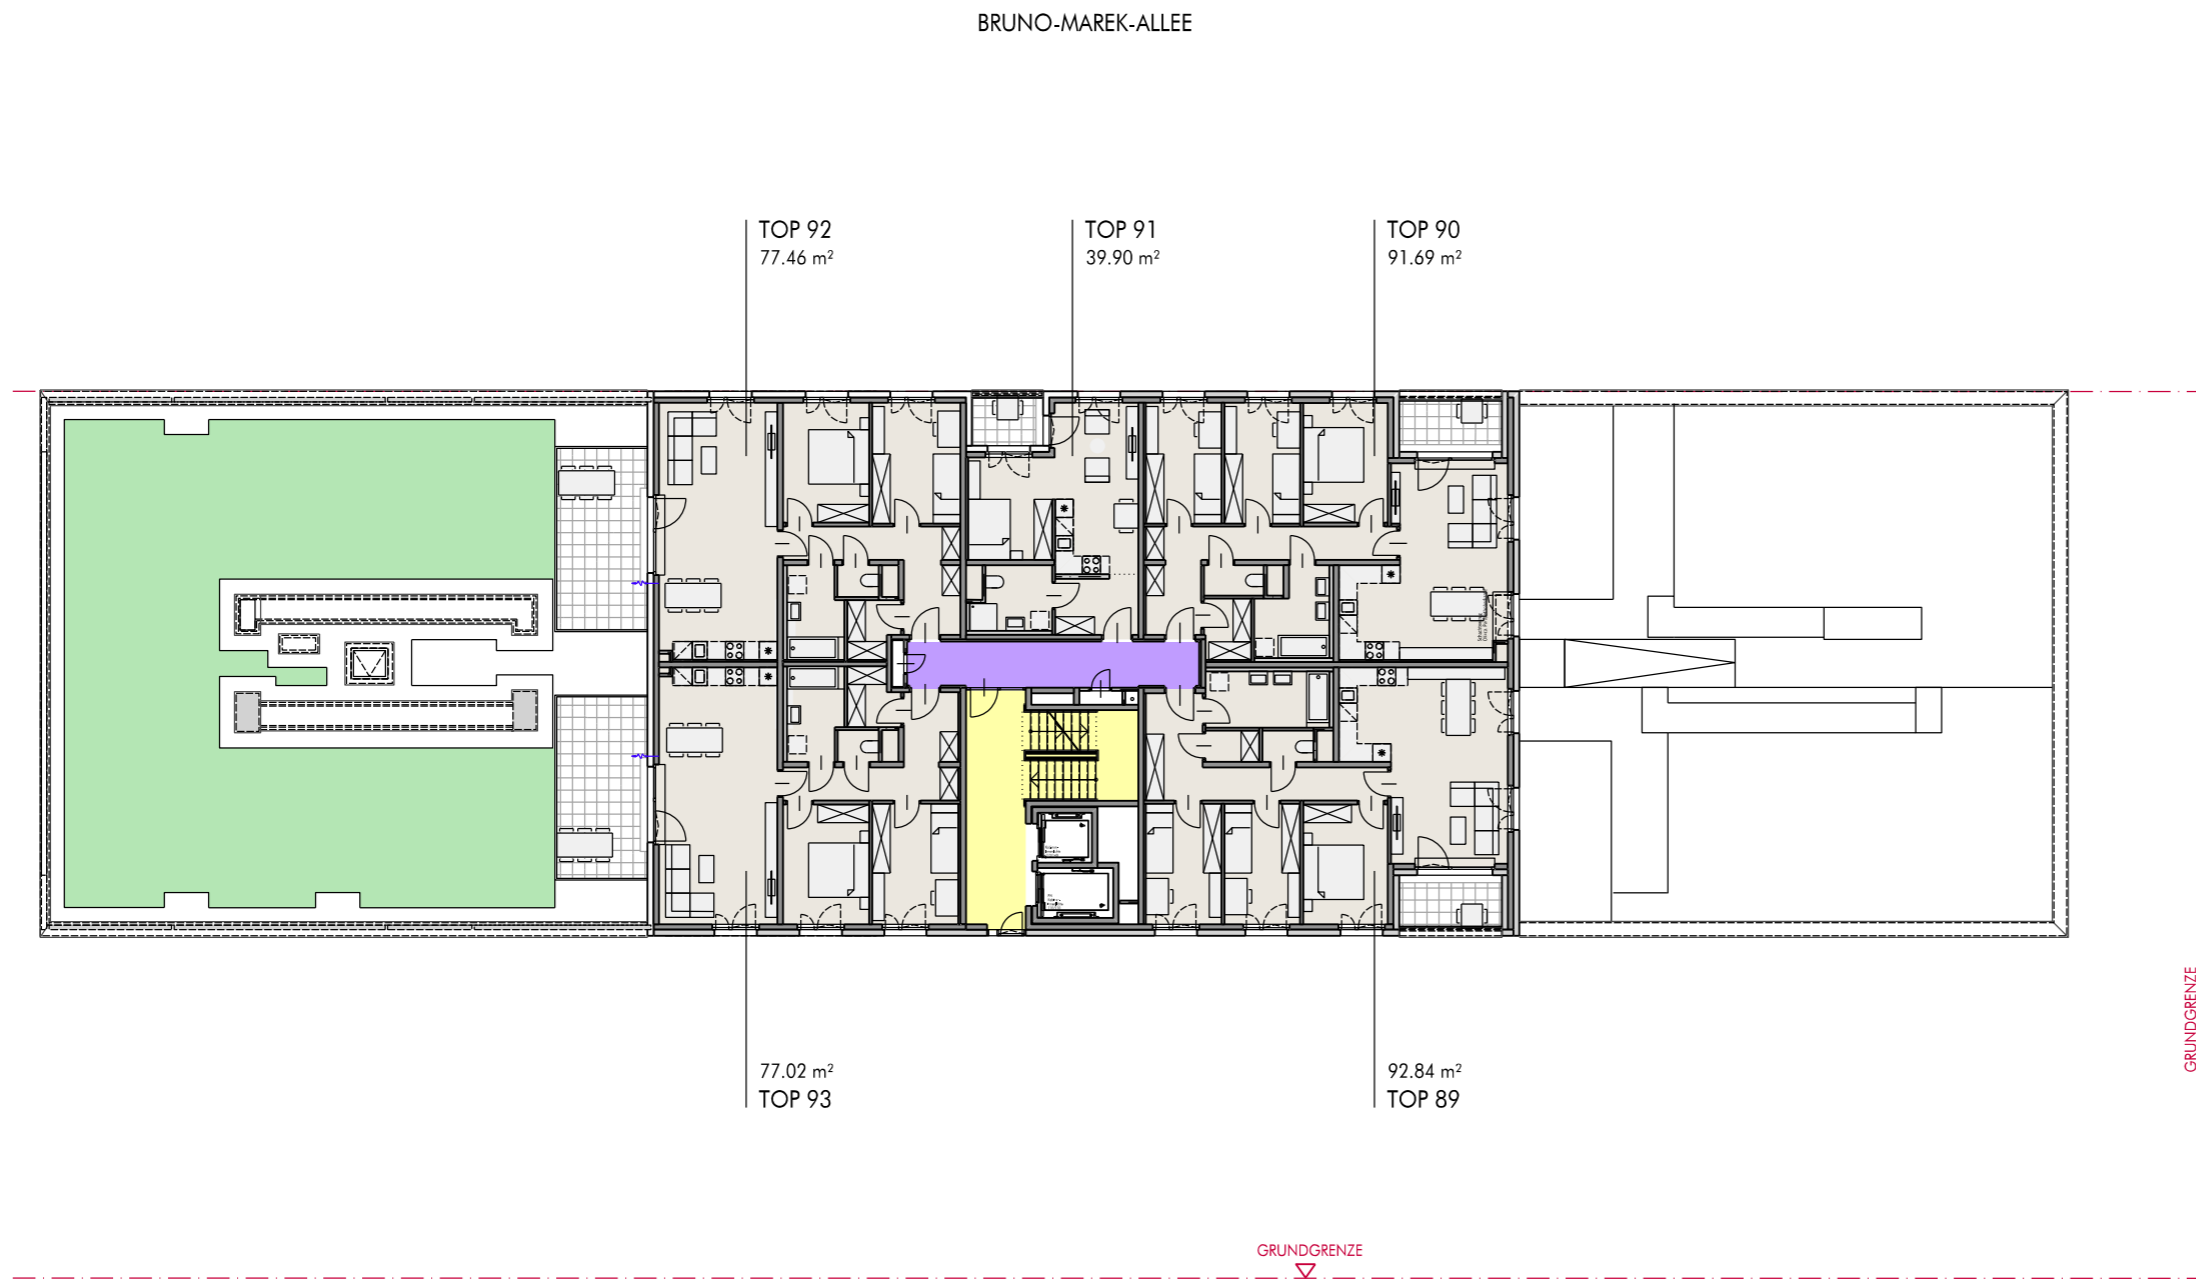 BRUNO-MAREK-ALLEE
TOP 92
77.46 m²
TOP 91
39.90 m²
TOP 90
91.69 m²
77.02 m²
TOP 93
92.84 m²
TOP 89
GRUNDGRENZE
GRUNDGRENZE